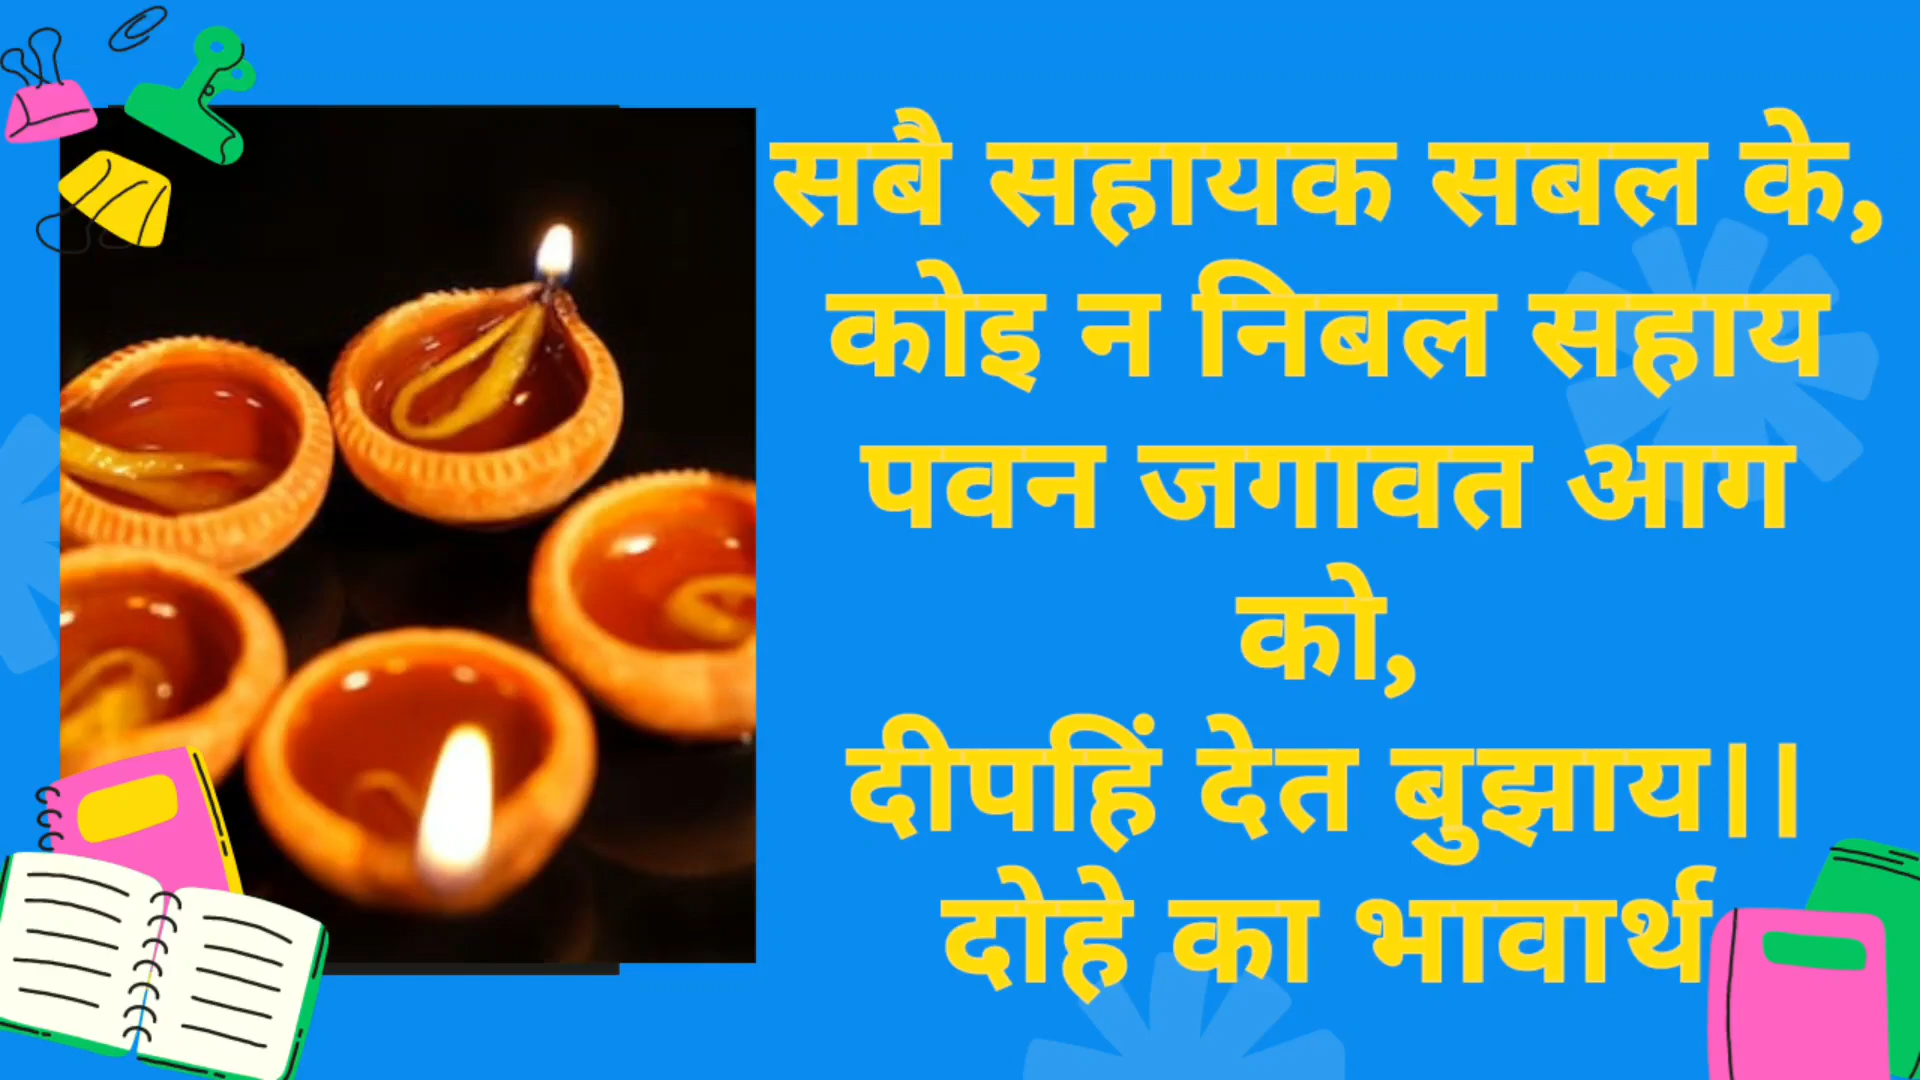 सबै सहायक सबल के,
कोइ न निबल सहाय
पवन जगावत आग
को,
दीपहिं देत बुझाय।।
दोहे का भावार्थ